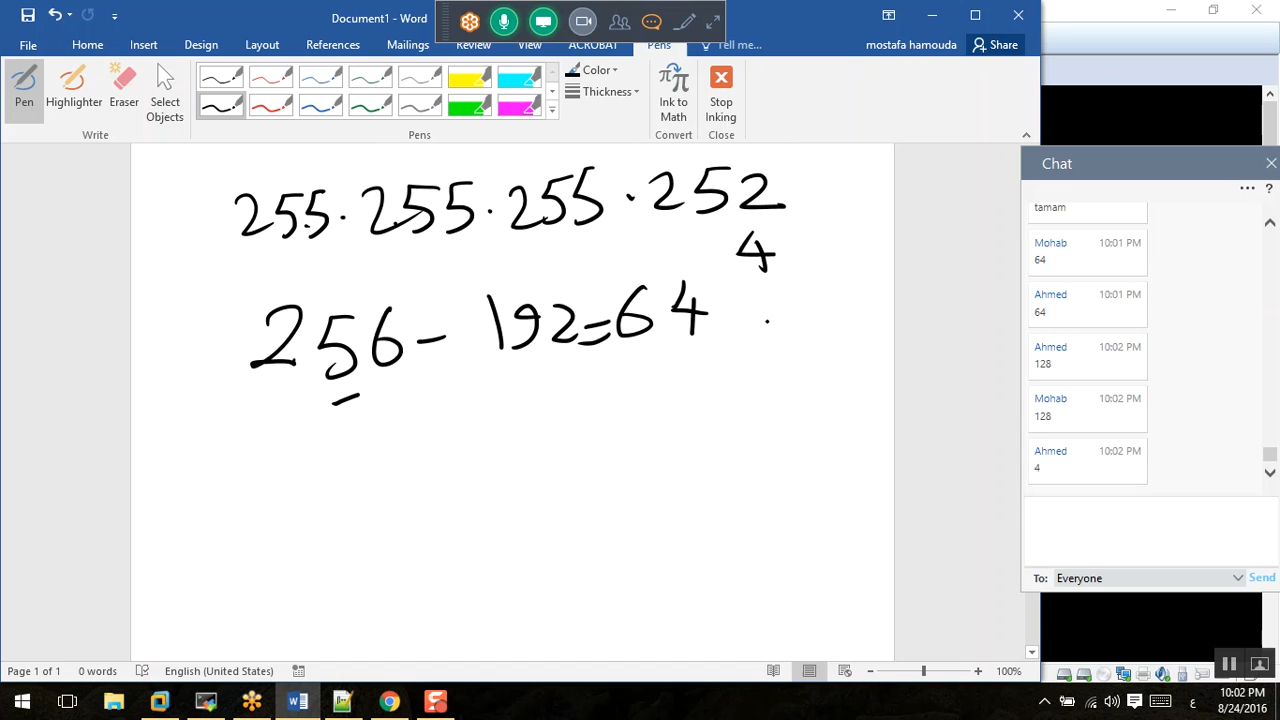 Document1 - Word
mostafa hamouda
Share
File
Home
Insert
Design
Layout
References
Mailings
Review
View
ACROBAT
Pens
Tell me...
Pen
Highlighter
Eraser
Select Objects
Color
Thickness
Ink to Math
Stop Inking
Write
Pens
Convert
Close
255.255.255.252
4
256-192=64
Chat
tamam
Mohab 10:01 PM
64
Ahmed 10:01 PM
64
Ahmed 10:02 PM
128
Mohab 10:02 PM
128
Ahmed 10:02 PM
4
To: Everyone Send
Page 1 of 1 0 words English (United States) 100%
ع 10:02 PM
8/24/2016